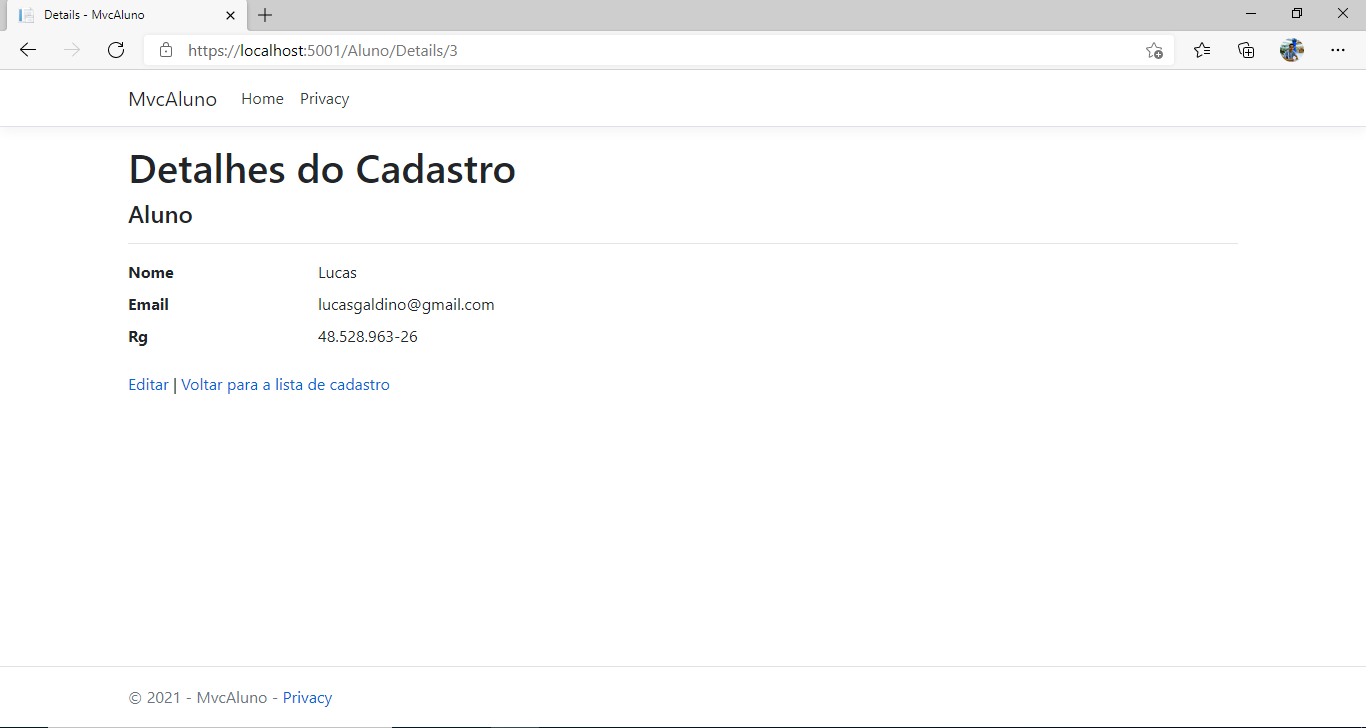 Details - MvcAluno
https://localhost:5001/Aluno/Details/3
MvcAluno Home Privacy
Detalhes do Cadastro
Aluno
Nome Lucas
Email lucasgaldino@gmail.com
Rg 48.528.963-26
Editar | Voltar para a lista de cadastro
© 2021 - MvcAluno - Privacy